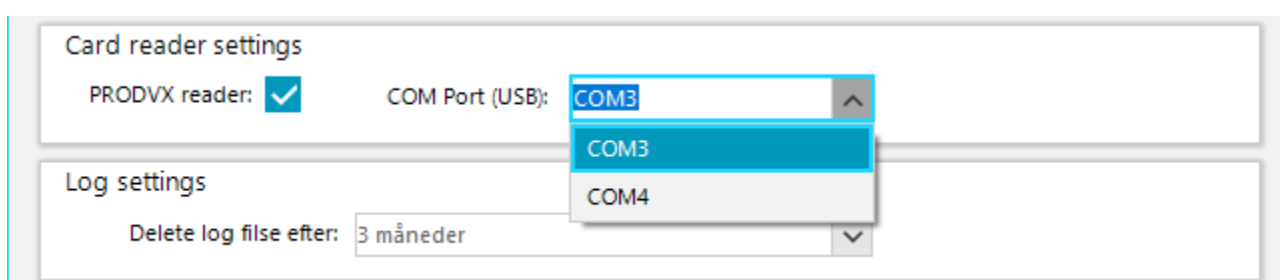 Card reader settings
PRODVX reader: COM Port (USB): COM3
COM3
COM4
Log settings
Delete log filse efter: 3 måneder